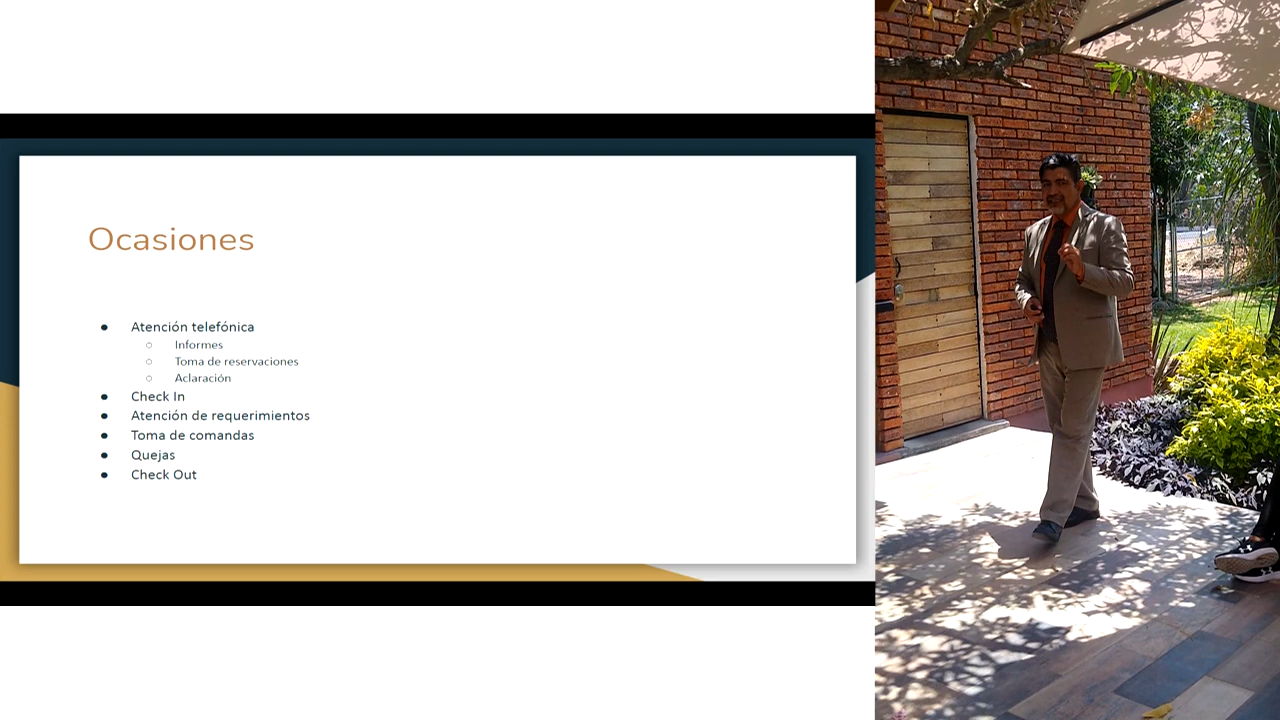 Ocasiones
Atención telefónica
Informes
Toma de reservaciones
Aclaración
Check In
Atención de requerimientos
Toma de comandas
Quejas
Check Out